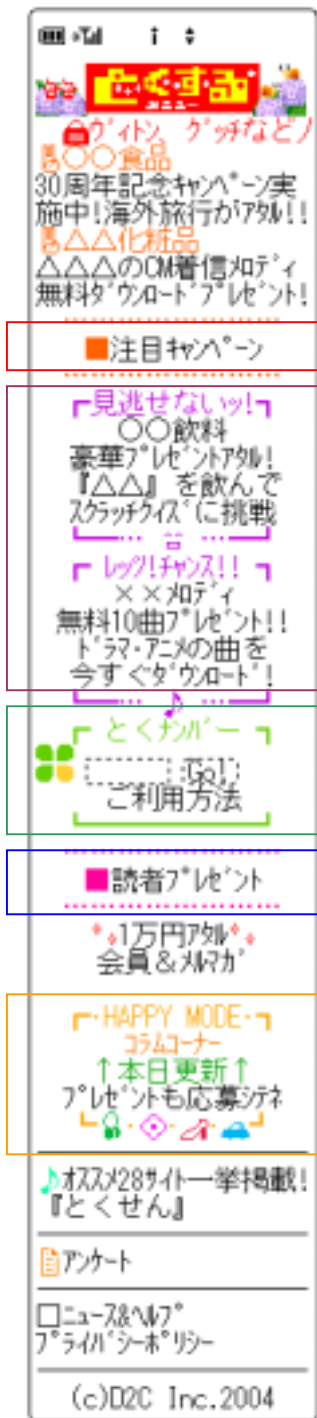 とくする
メニュー
ヴィトン、グッチなどﾉ
○○食品
30周年記念ｷｬﾝﾍﾟｰﾝ実
施中!海外旅行がｱﾀﾙ!!
△△化粧品
△△△のCM着信ﾒﾛﾃﾞｨ
無料ﾀﾞｳﾝﾛｰﾄﾞﾌﾟﾚｾﾞﾝﾄ!
■注目ｷｬﾝﾍﾟｰﾝ
見逃せないッ!
○○飲料
豪華ﾌﾟﾚｾﾞﾝﾄｱﾀﾙ!
『△△』を飲んで
ｽｸﾗｯﾁｸｲｽﾞに挑戦
ﾚｯﾂ!ﾁｬﾝｽ!!
××ﾒﾛﾃﾞｨ
無料10曲ﾌﾟﾚｾﾞﾝﾄ!!
ﾄﾞﾗﾏ･ｱﾆﾒの曲を
今すぐﾀﾞｳﾝﾛｰﾄﾞ!
とくﾅﾝﾊﾞｰ
Go!
ご利用方法
■読者ﾌﾟﾚｾﾞﾝﾄ
1万円ｱﾀﾙ
会員&ﾒﾙﾏｶﾞ
･HAPPY MODE･
ｺﾗﾑｺｰﾅｰ
↑本日更新↑
ﾌﾟﾚｾﾞﾝﾄも応募ｼﾃﾈ
♪ｵｽｽﾒ28ｻｲﾄ一挙掲載!
『とくせん』
ｱﾝｹｰﾄ
□ﾆｭｰｽ&ﾍﾙﾌﾟ
ﾌﾟﾗｲﾊﾞｼｰﾎﾟﾘｼｰ
(c)D2C Inc.2004